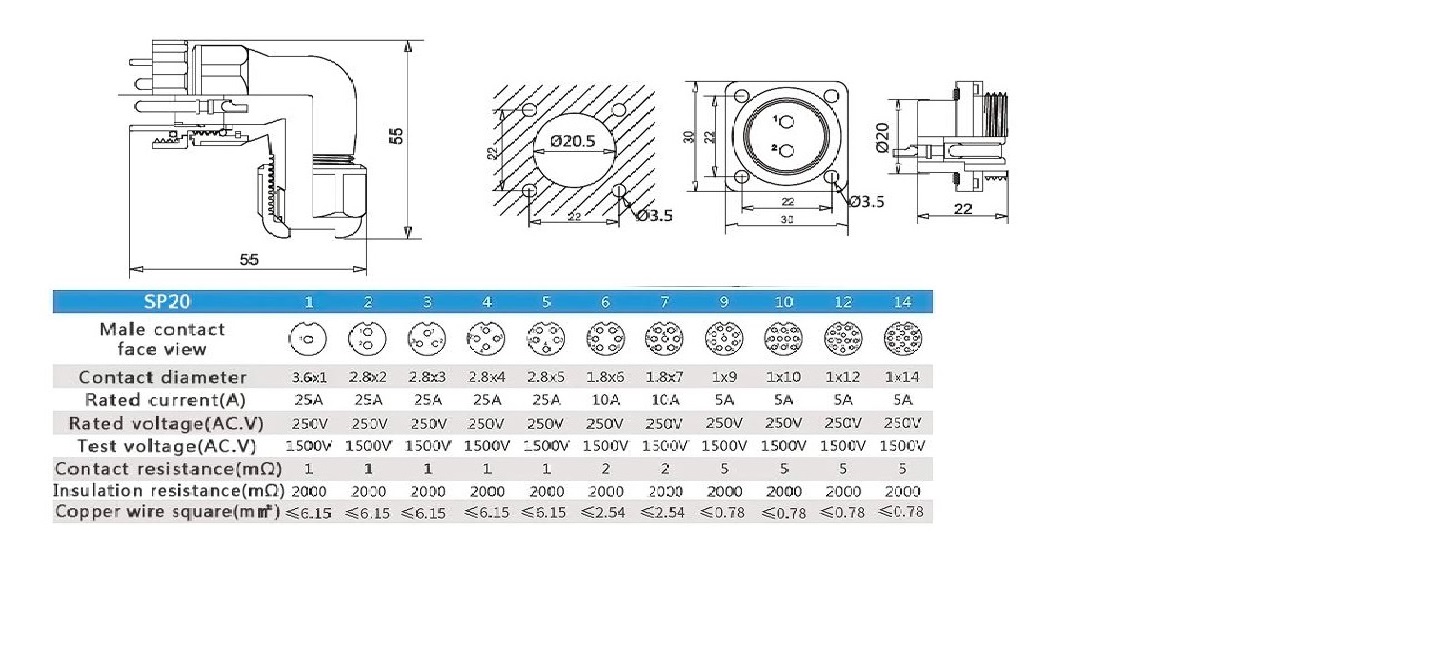 55
55
Ø20.5
22
22
Ø3.5
30
22
1
2
22
30
Ø3.5
Ø20
22
SP20 1 2 3 4 5 6 7 9 10 12 14
Male contact
face view
Contact diameter 3.6x1 2.8x2 2.8x3 2.8x4 2.8x5 1.8x6 1.8x7 1x9 1x10 1x12 1x14
Rated current(A) 25A 25A 25A 25A 25A 10A 10A 5A 5A 5A 5A
Rated voltage(AC.V) 250V 250V 250V 250V 250V 250V 250V 250V 250V 250V 250V
Test voltage(AC.V) 1500V 1500V 1500V 1500V 1500V 1500V 1500V 1500V 1500V 1500V 1500V
Contact resistance(mΩ) 1 1 1 1 1 2 2 5 5 5 5
Insulation resistance(mΩ) 2000 2000 2000 2000 2000 2000 2000 2000 2000 2000 2000
Copper wire square(mm²) ≤6.15 ≤6.15 ≤6.15 ≤6.15 ≤6.15 ≤2.54 ≤2.54 ≤0.78 ≤0.78 ≤0.78 ≤0.78